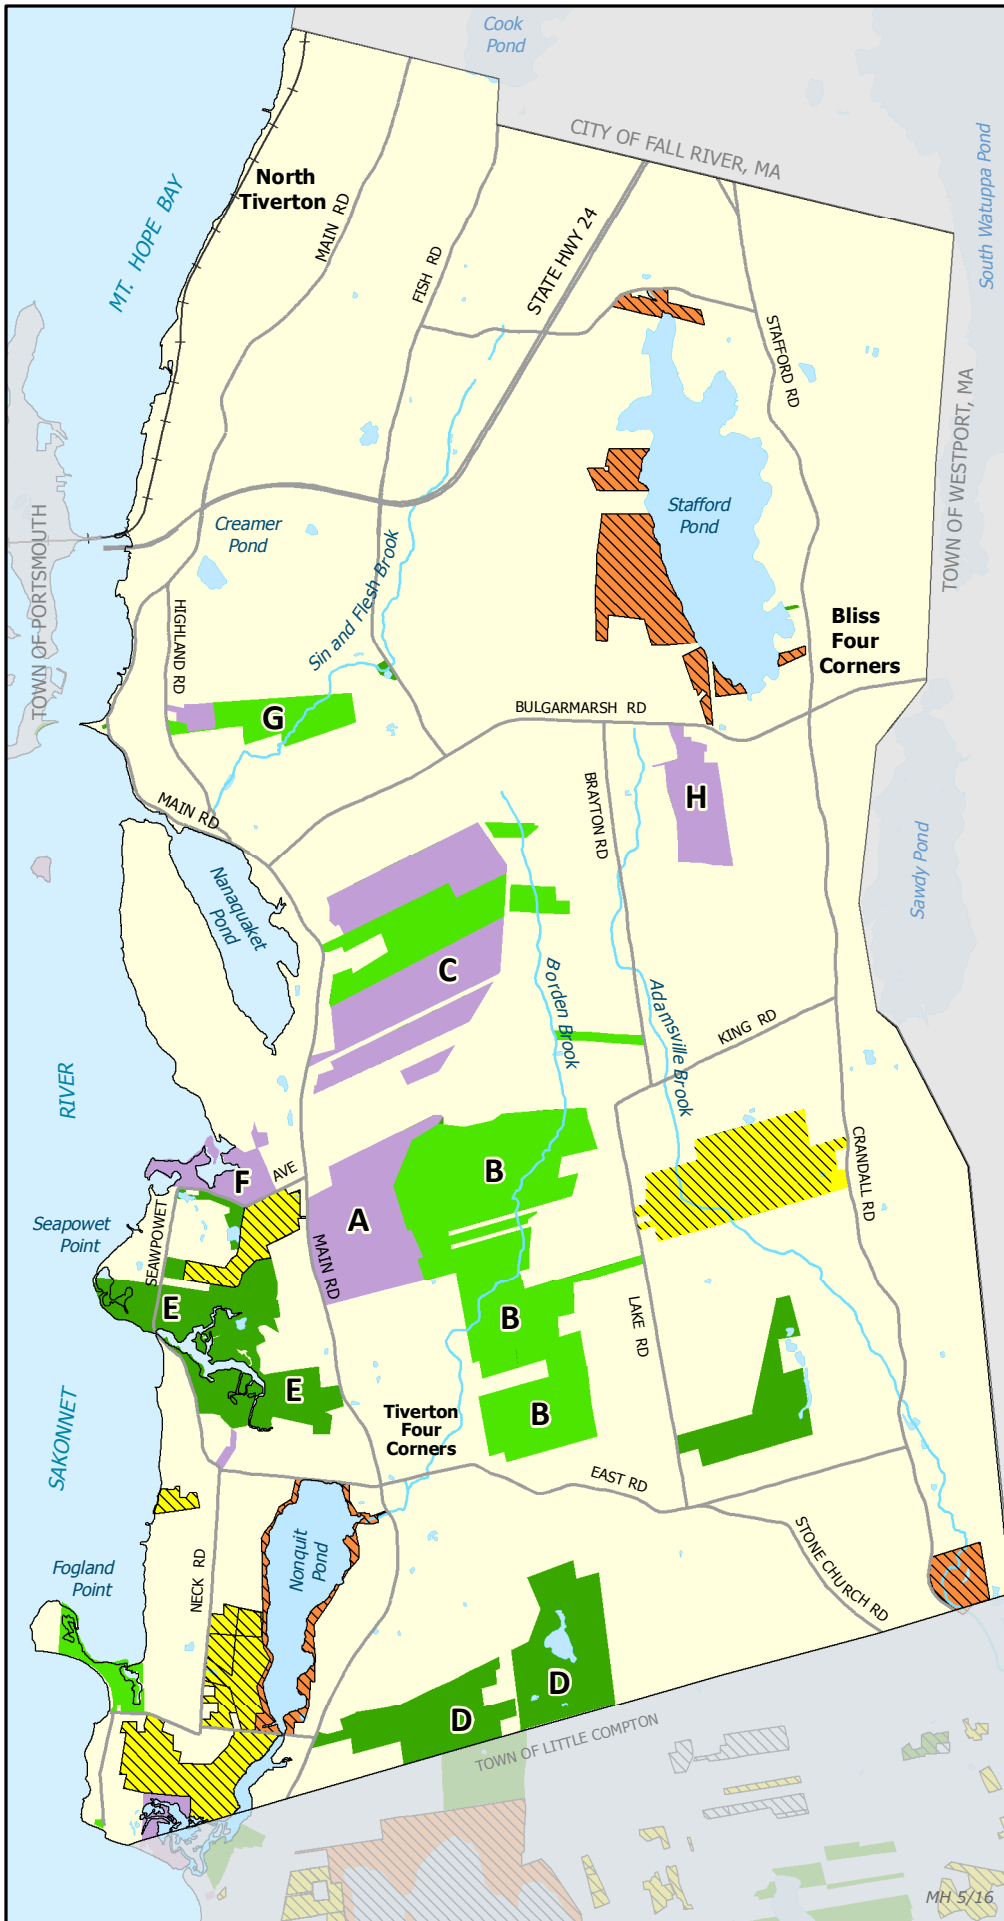 Cook
Pond
CITY OF FALL RIVER, MA
South Watuppa Pond
North
Tiverton
MAIN RD
MT. HOPE BAY
FISH RD
STATE HWY 24
STAFFORD RD
TOWN OF WESTPORT, MA
TOWN OF PORTSMOUTH
Creamer
Pond
Stafford
Pond
Sin and Flesh Brook
HIGHLAND RD
Bliss
Four
Corners
G
BULGARMARSH RD
H
MAIN RD
BRAYTON RD
Sawdy Pond
Nanaquaket
Pond
C
Borden Brook
Adamsville Brook
KING RD
RIVER
F
AVE
B
A
CRANDALL RD
Seapowet
Point
SEAWPOWET
MAIN RD
E
B
LAKE RD
E
B
Tiverton
Four
Corners
SAKONNET
EAST RD
STONE CHURCH RD
Fogland
Point
NECK RD
Nonquit
Pond
D
D
TOWN OF LITTLE COMPTON
MH 5/16